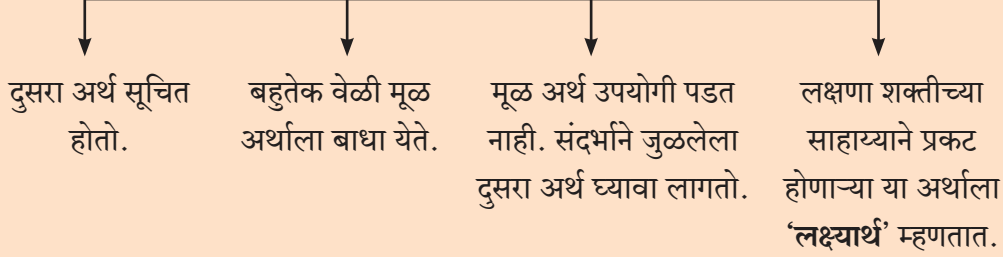 दुसरा अर्थ सूचित
होतो.
बहुतेक वेळी मूळ
अर्थाला बाधा येते.
मूळ अर्थ उपयोगी पडत
नाही. संदर्भाने जुळलेला
दुसरा अर्थ घ्यावा लागतो.
लक्षणा शक्तीच्या
साहाय्याने प्रकट
होणाऱ्या या अर्थाला
‘लक्ष्यार्थ’ म्हणतात.